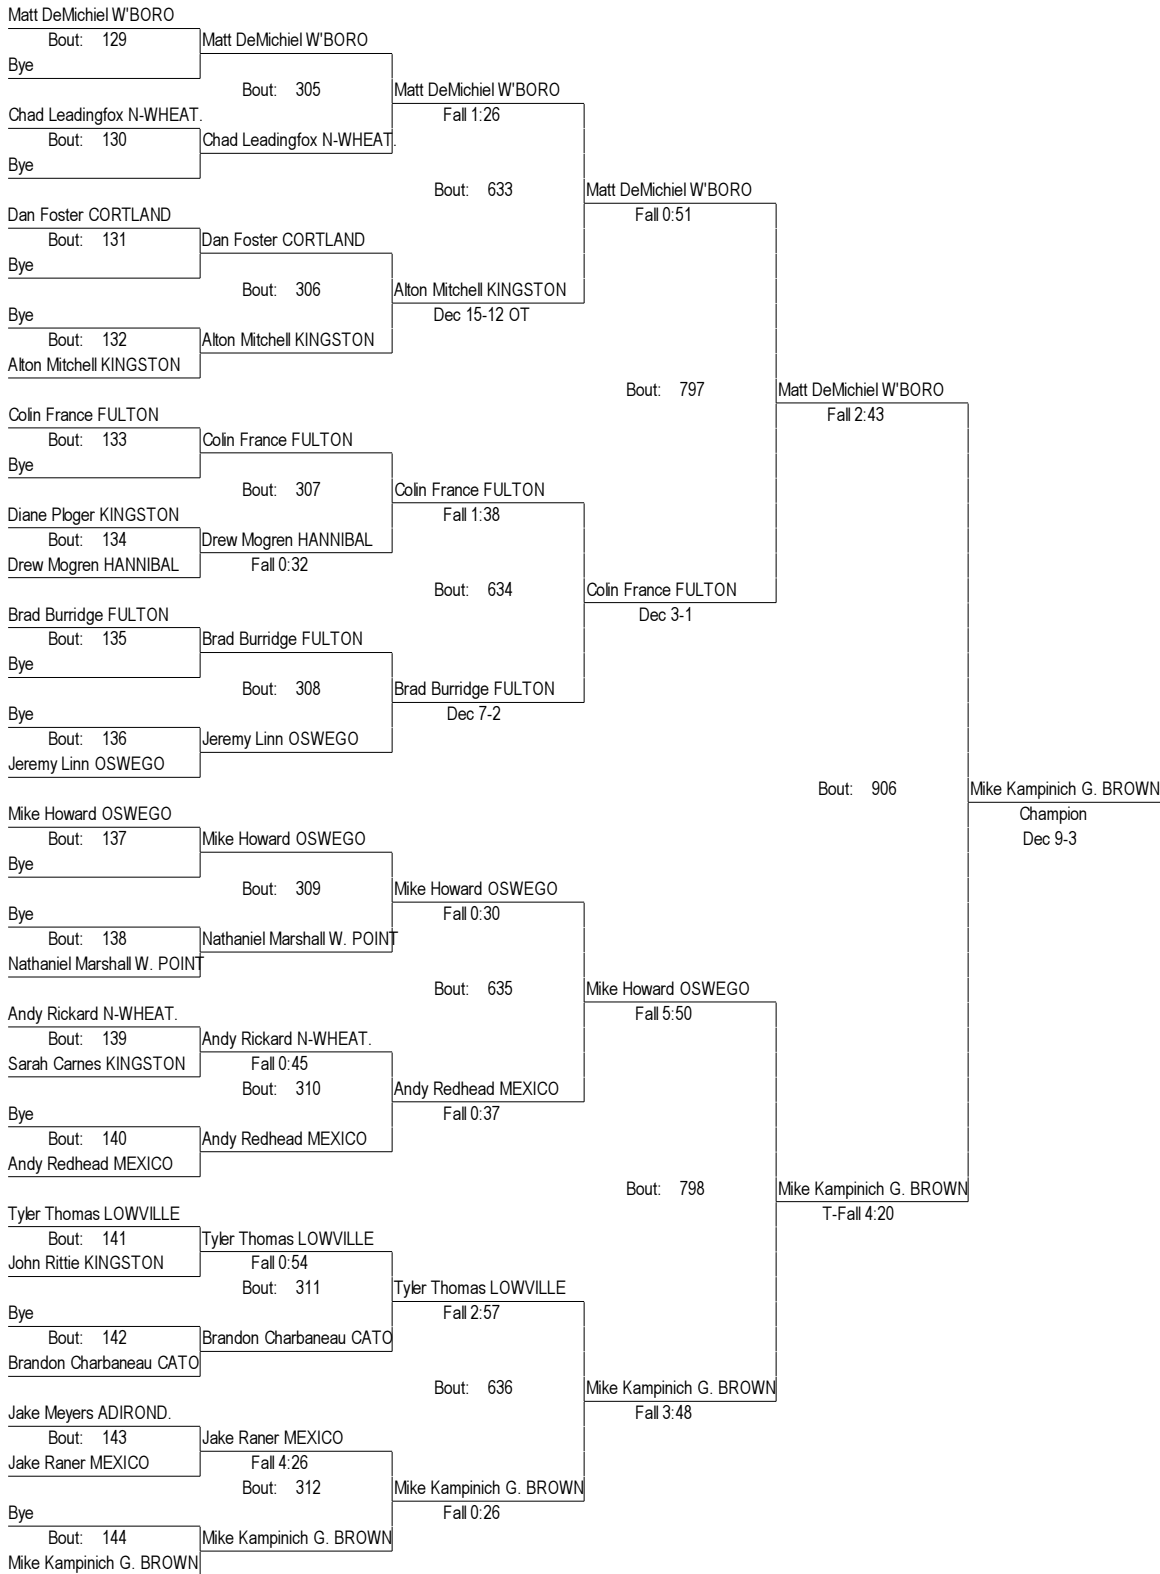 Matt DeMichiel W'BORO
Bout: 129 Matt DeMichiel W'BORO
Bye
Bout: 305 Matt DeMichiel W'BORO
Chad Leadingfox N-WHEAT. Fall 1:26
Bout: 130 Chad Leadingfox N-WHEAT.
Bye
Bout: 633 Matt DeMichiel W'BORO
Dan Foster CORTLAND Fall 0:51
Bout: 131 Dan Foster CORTLAND
Bye
Bout: 306 Alton Mitchell KINGSTON
Bye Dec 15-12 OT
Bout: 132 Alton Mitchell KINGSTON
Alton Mitchell KINGSTON
Bout: 797 Matt DeMichiel W'BORO
Colin France FULTON Fall 2:43
Bout: 133 Colin France FULTON
Bye
Bout: 307 Colin France FULTON
Diane Ploger KINGSTON Fall 1:38
Bout: 134 Drew Mogren HANNIBAL
Drew Mogren HANNIBAL Fall 0:32
Bout: 634 Colin France FULTON
Brad Burridge FULTON Dec 3-1
Bout: 135 Brad Burridge FULTON
Bye
Bout: 308 Brad Burridge FULTON
Bye Dec 7-2
Bout: 136 Jeremy Linn OSWEGO
Jeremy Linn OSWEGO
Bout: 906 Mike Kampinich G. BROWN
Mike Howard OSWEGO Champion
Bout: 137 Mike Howard OSWEGO Dec 9-3
Bye
Bout: 309 Mike Howard OSWEGO
Bye Fall 0:30
Bout: 138 Nathaniel Marshall W. POINT
Nathaniel Marshall W. POINT
Bout: 635 Mike Howard OSWEGO
Andy Rickard N-WHEAT. Fall 5:50
Bout: 139 Andy Rickard N-WHEAT.
Sarah Carnes KINGSTON Fall 0:45
Bout: 310 Andy Redhead MEXICO
Bye Fall 0:37
Bout: 140 Andy Redhead MEXICO
Andy Redhead MEXICO
Bout: 798 Mike Kampinich G. BROWN
Tyler Thomas LOWVILLE T-Fall 4:20
Bout: 141 Tyler Thomas LOWVILLE
John Rittie KINGSTON Fall 0:54
Bout: 311 Tyler Thomas LOWVILLE
Bye Fall 2:57
Bout: 142 Brandon Charbaneau CATO
Brandon Charbaneau CATO
Bout: 636 Mike Kampinich G. BROWN
Jake Meyers ADIROND. Fall 3:48
Bout: 143 Jake Raner MEXICO
Jake Raner MEXICO Fall 4:26
Bout: 312 Mike Kampinich G. BROWN
Bye Fall 0:26
Bout: 144 Mike Kampinich G. BROWN
Mike Kampinich G. BROWN